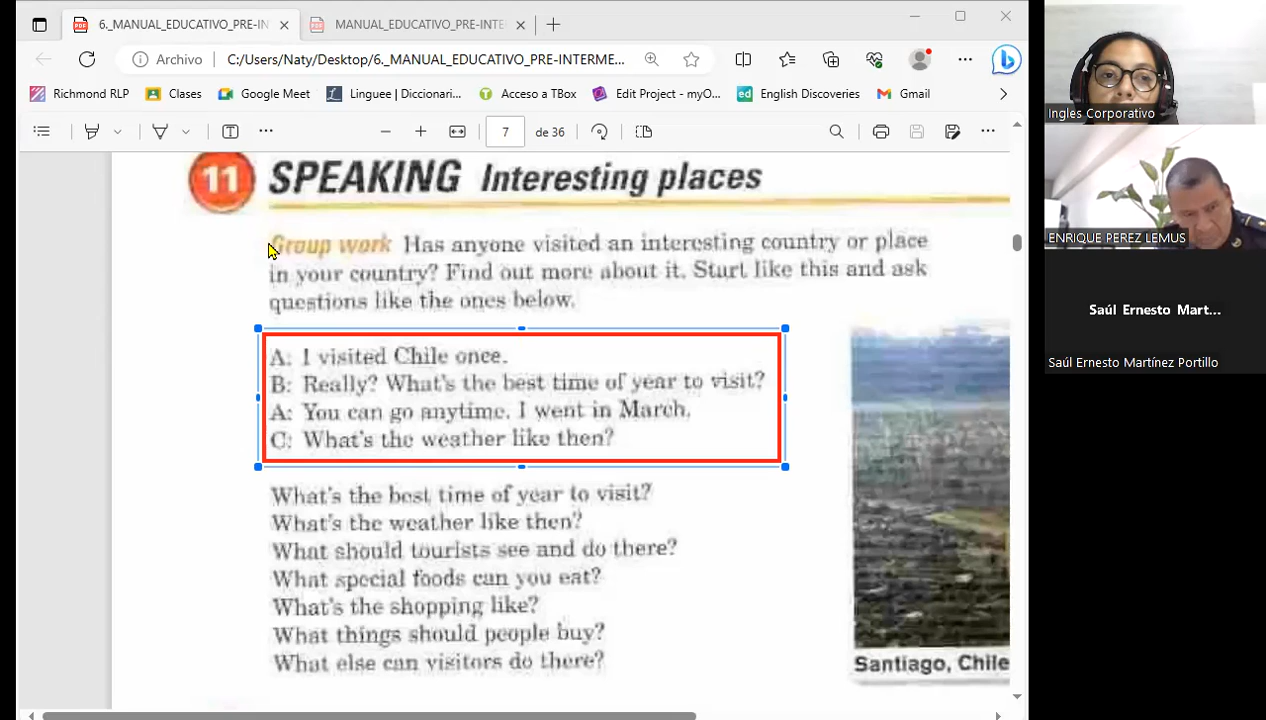 6._MANUAL_EDUCATIVO_PRE-IN
MANUAL_EDUCATIVO_PRE-INTE
Archivo
C:/Users/Naty/Desktop/6._MANUAL_EDUCATIVO_PRE-INTERME...
Richmond RLP
Clases
Google Meet
Linguee | Diccionari...
Acceso a TBox
Edit Project - myO...
English Discoveries
Gmail
7 de 36
11 SPEAKING Interesting places
Group work Has anyone visited an interesting country or place
in your country? Find out more about it. Start like this and ask
questions like the ones below.
A: I visited Chile once.
B: Really? What's the best time of year to visit?
A: You can go anytime. I went in March.
C: What's the weather like then?
What's the best time of year to visit?
What's the weather like then?
What should tourists see and do there?
What special foods can you eat?
What's the shopping like?
What things should people buy?
What else can visitors do there?
Santiago, Chile
Ingles Corporativo
ENRIQUE PEREZ LEMUS
Saúl Ernesto Mart...
Saúl Ernesto Martínez Portillo